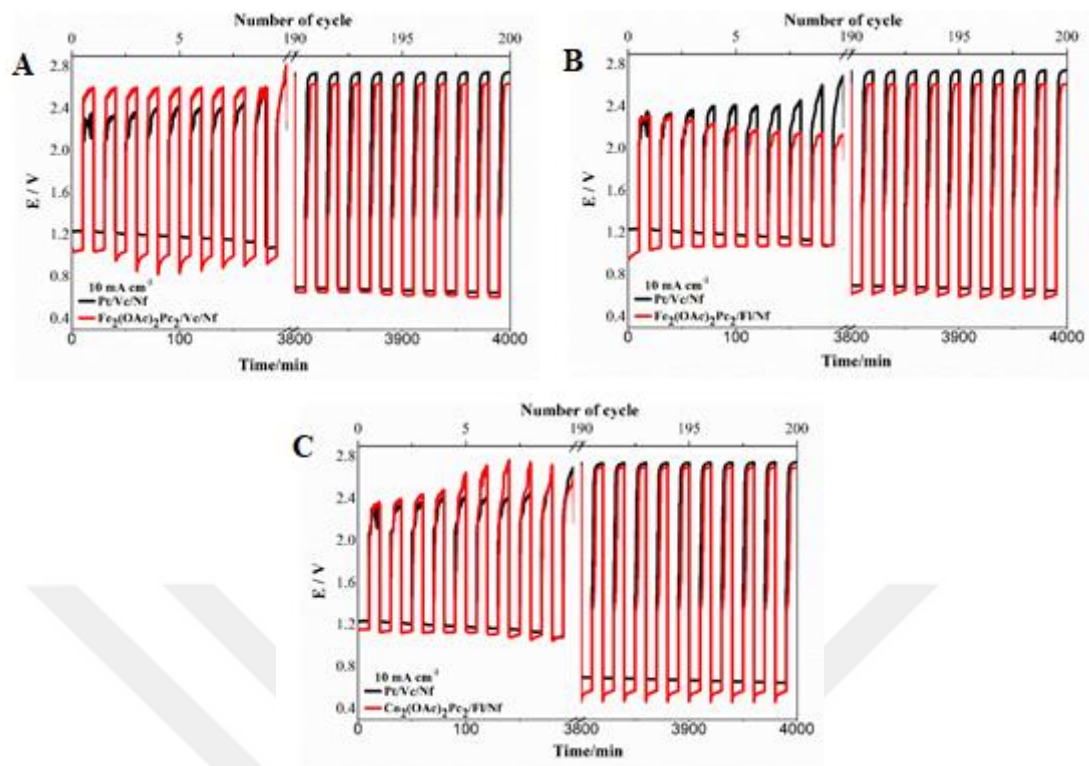 A
Number of cycle
0 5 190 195 200
2.8
2.4
2.0
1.6
1.2
0.8
0.4
E / V
10 mA cm⁻²
Pt/Vc/Nf
Fe₂(OAc)₂Pc₂/Vc/Nf
0 100 3800 3900 4000
Time/min
B
Number of cycle
0 5 190 195 200
2.8
2.4
2.0
1.6
1.2
0.8
0.4
E / V
10 mA cm⁻²
Pt/Vc/Nf
Fe₂(OAc)₂Pc₂/Fl/Nf
0 100 3800 3900 4000
Time/min
C
Number of cycle
0 5 190 195 200
2.8
2.4
2.0
1.6
1.2
0.8
0.4
E / V
10 mA cm⁻²
Pt/Vc/Nf
Co₂(OAc)₂Pc₂/Fl/Nf
0 100 3800 3900 4000
Time/min